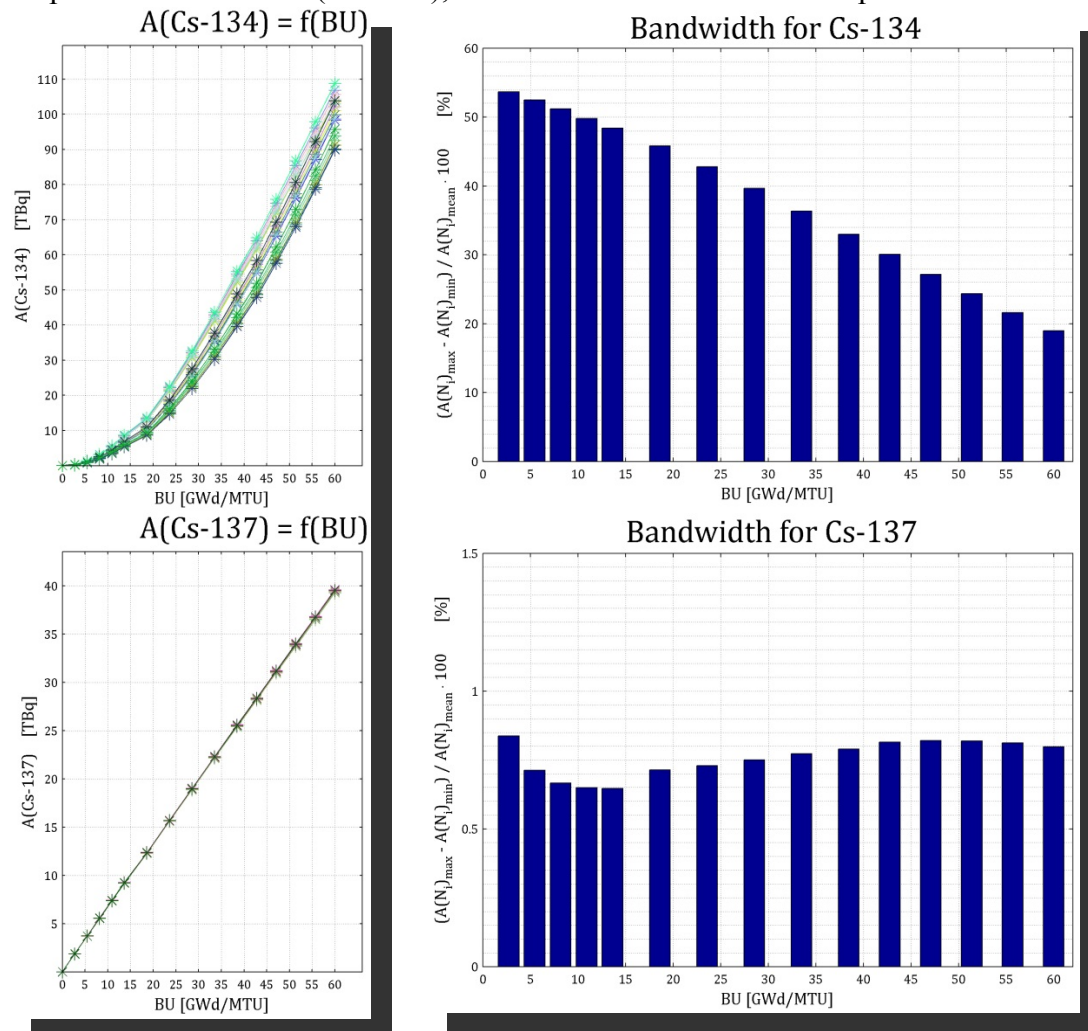 A(Cs-134) = f(BU)
110
100
90
80
70
60
50
40
30
20
10
A(Cs-134) [TBq]
0 5 10 15 20 25 30 35 40 45 50 55 60
BU [GWd/MTU]
Bandwidth for Cs-134
60
50
40
30
20
10
0
(A(N_i)_max - A(N_i)_min) / A(N_i)_mean · 100 [%]
0 5 10 15 20 25 30 35 40 45 50 55 60
BU [GWd/MTU]
A(Cs-137) = f(BU)
40
35
30
25
20
15
10
5
A(Cs-137) [TBq]
0 5 10 15 20 25 30 35 40 45 50 55 60
BU [GWd/MTU]
Bandwidth for Cs-137
1.5
1
0.5
0
(A(N_i)_max - A(N_i)_min) / A(N_i)_mean · 100 [%]
0 5 10 15 20 25 30 35 40 45 50 55 60
BU [GWd/MTU]